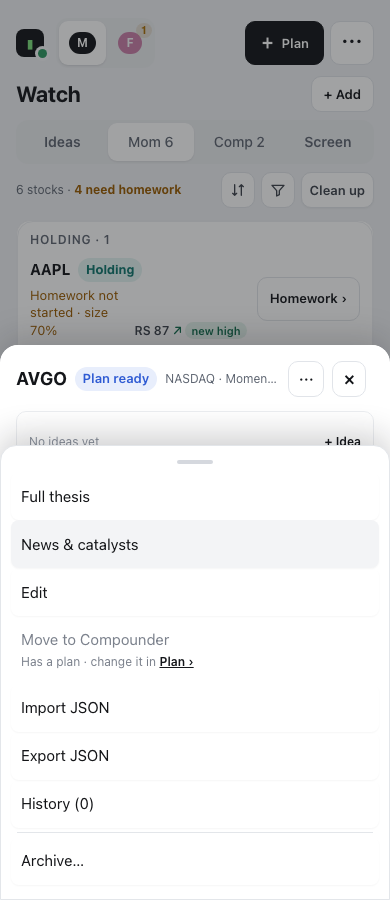 M
F
1
+ Plan
Watch
+ Add
Ideas
Mom 6
Comp 2
Screen
6 stocks · 4 need homework
Clean up
HOLDING · 1
AAPL
Holding
Homework not
started · size
70%
RS 87 ↗ new high
Homework ›
AVGO
Plan ready
NASDAQ · Momen...
No ideas yet
+ Idea
Full thesis
News & catalysts
Edit
Move to Compounder
Has a plan · change it in Plan ›
Import JSON
Export JSON
History (0)
Archive...